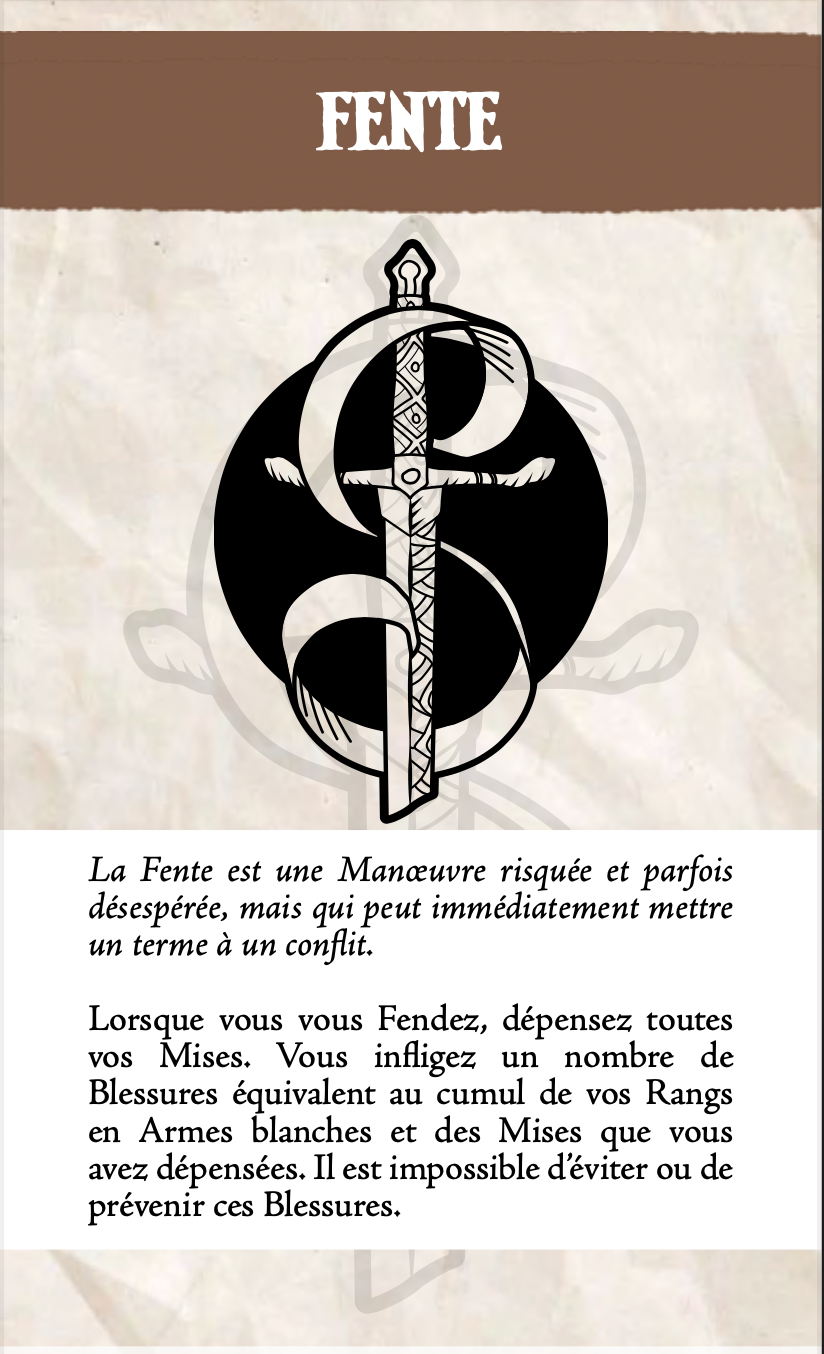 FENTE
La Fente est une Manœuvre risquée et parfois
désespérée, mais qui peut immédiatement mettre
un terme à un conflit.
Lorsque vous vous Fendez, dépensez toutes
vos Mises. Vous infligez un nombre de
Blessures équivalent au cumul de vos Rangs
en Armes blanches et des Mises que vous
avez dépensées. Il est impossible d’éviter ou de
prévenir ces Blessures.